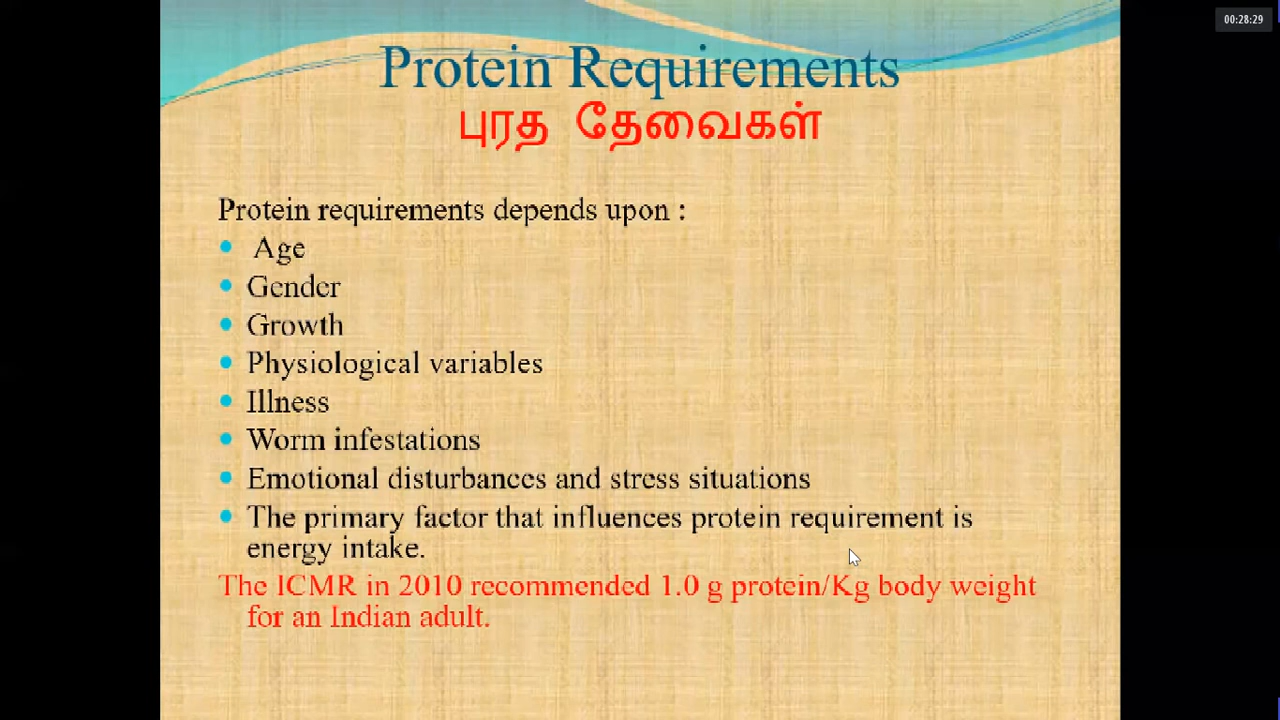 00:28:29
Protein Requirements
புரத தேவைகள்
Protein requirements depends upon :
• Age
• Gender
• Growth
• Physiological variables
• Illness
• Worm infestations
• Emotional disturbances and stress situations
• The primary factor that influences protein requirement is
energy intake.
The ICMR in 2010 recommended 1.0 g protein/Kg body weight
for an Indian adult.